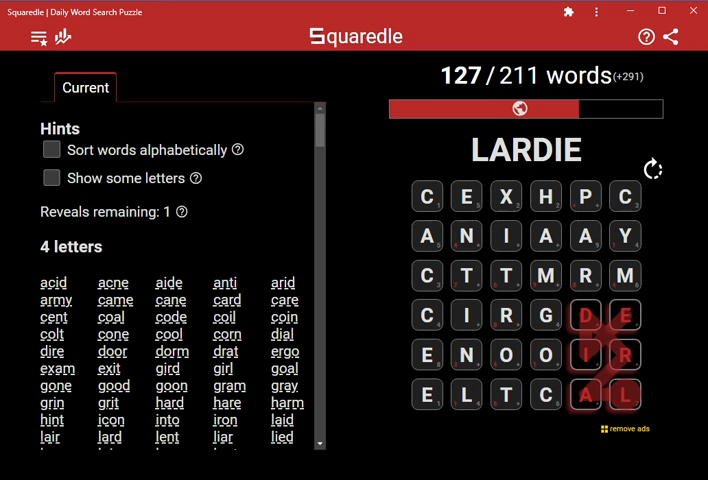 Squaredle | Daily Word Search Puzzle
Squaredle
127 / 211 words (+291)
Current
Hints
Sort words alphabetically
Show some letters
Reveals remaining: 1
4 letters
acid acne aide anti arid
army came cane card care
cent coal code coil coin
colt cone cool corn dial
dire door dorm drat ergo
exam exit gird girl goal
gone good goon gram gray
grin grit hard hare harm
hint icon into iron laid
lair lard lent liar lied
LARDIE
C E X H P C
A N I A A Y
C T T M R M
C I R G D E
E N O O I R
E L T C A L
remove ads